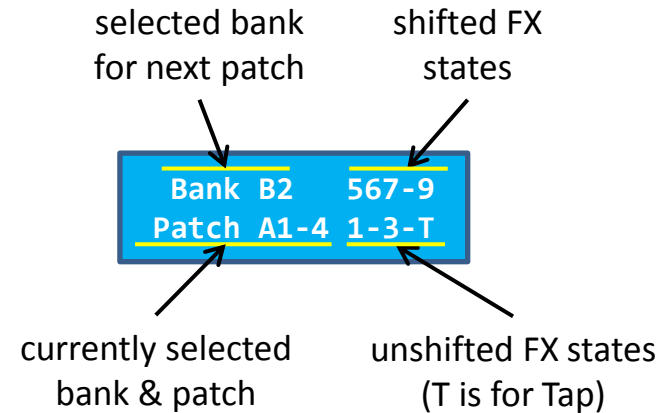 selected bank
for next patch
shifted FX
states
Bank B2 567-9
Patch A1-4 1-3-T
currently selected
bank & patch
unshifted FX states
(T is for Tap)